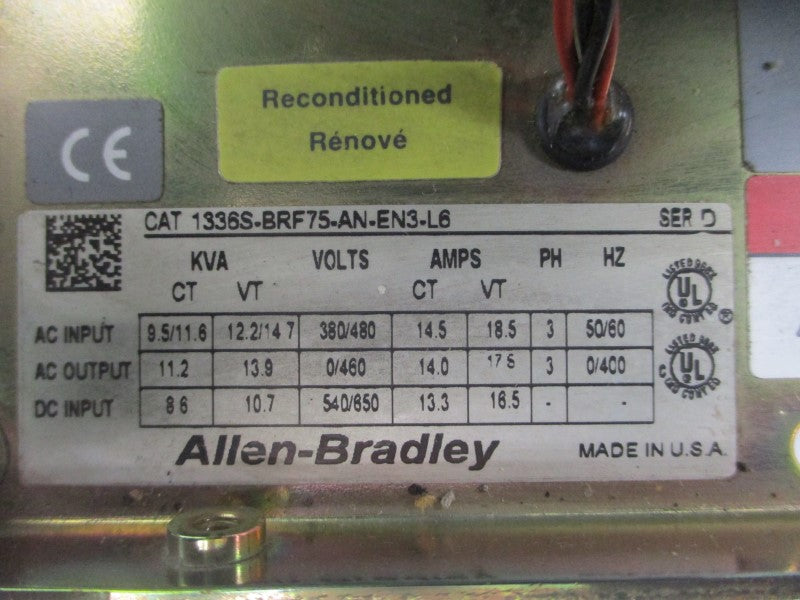 Reconditioned
Rénové
CE
CAT 1336S-BRF75-AN-EN3-L6 SER D
KVA VOLTS AMPS PH HZ
CT VT CT VT
AC INPUT 9.5/11.6 12.2/14 7 380/480 14.5 18.5 3 50/60
AC OUTPUT 11.2 13.9 0/460 14.0 3 0/400
DC INPUT 8 6 10.7 540/650 13.3 16.5 - -
UL
®
UL
Allen-Bradley MADE IN U.S.A.